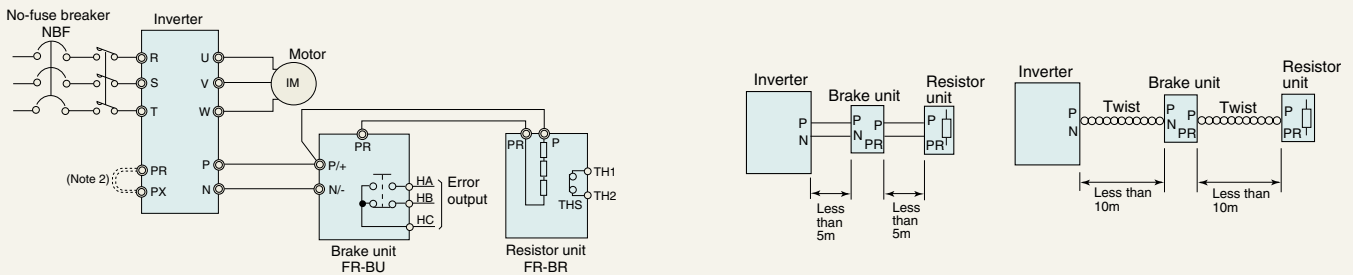 No-fuse breaker
NBF
Inverter
R
S
T
U
V
W
Motor
IM
PR
PX
(Note 2)
P
N
PR
P/+
N/-
HA
HB
HC
Error
output
Brake unit
FR-BU
PR
P
TH1
TH2
THS
Resistor unit
FR-BR
Inverter
P
N
Brake unit
P
N
P
PR
Resistor
unit
P
PR
Less
than
5m
Less
than
5m
Inverter
P
N
Twist
Brake unit
P
N
P
PR
Twist
Resistor
unit
P
PR
Less than
10m
Less than
10m